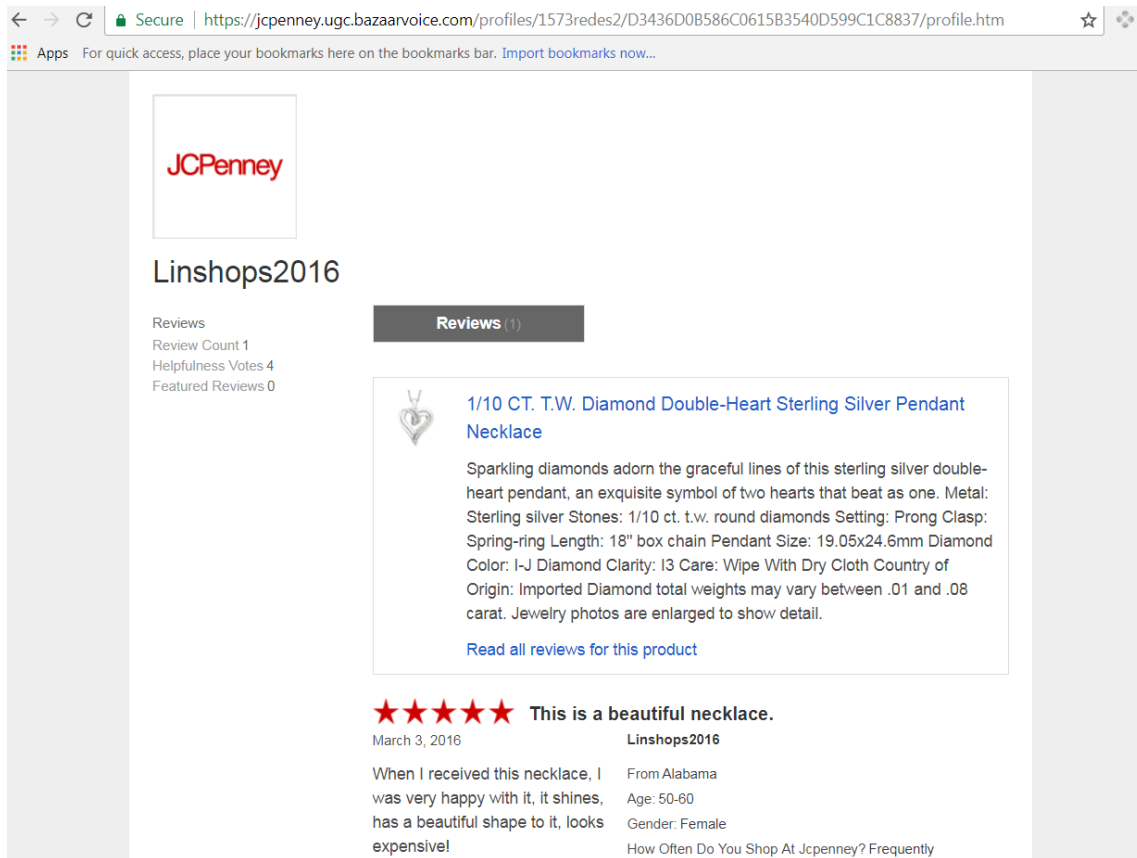 Secure | https://jcpenney.ugc.bazaarvoice.com/profiles/1573redes2/D3436D0B586C0615B3540D599C1C8837/profile.htm
Apps For quick access, place your bookmarks here on the bookmarks bar. Import bookmarks now...
JCPenney
Linshops2016
Reviews
Review Count 1
Helpfulness Votes 4
Featured Reviews 0
Reviews (1)
1/10 CT. T.W. Diamond Double-Heart Sterling Silver Pendant
Necklace
Sparkling diamonds adorn the graceful lines of this sterling silver double-
heart pendant, an exquisite symbol of two hearts that beat as one. Metal:
Sterling silver Stones: 1/10 ct. t.w. round diamonds Setting: Prong Clasp:
Spring-ring Length: 18" box chain Pendant Size: 19.05x24.6mm Diamond
Color: I-J Diamond Clarity: I3 Care: Wipe With Dry Cloth Country of
Origin: Imported Diamond total weights may vary between .01 and .08
carat. Jewelry photos are enlarged to show detail.
Read all reviews for this product
This is a beautiful necklace.
March 3, 2016
When I received this necklace, I
was very happy with it, it shines,
has a beautiful shape to it, looks
expensive!
Linshops2016
From Alabama
Age: 50-60
Gender: Female
How Often Do You Shop At Jcpenney? Frequently